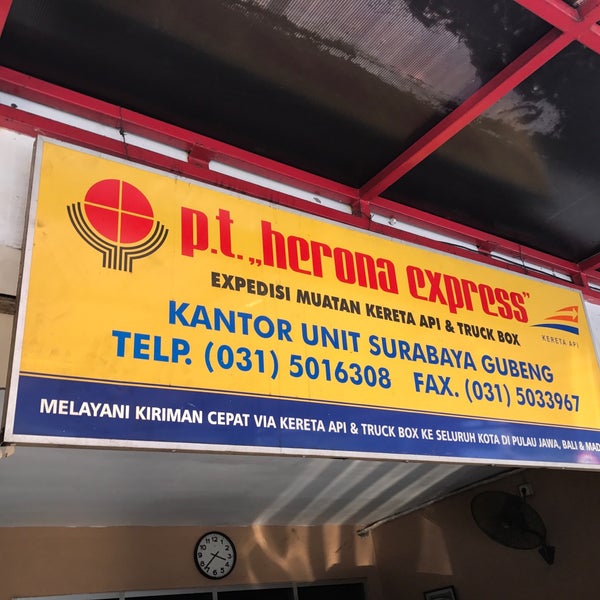 p.t. „herona express"
EXPEDISI MUATAN KERETA API & TRUCK BOX
KERETA API
KANTOR UNIT SURABAYA GUBENG
TELP. (031) 5016308 FAX. (031) 5033967
MELAYANI KIRIMAN CEPAT VIA KERETA API & TRUCK BOX KE SELURUH KOTA DI PULAU JAWA, BALI & MAD